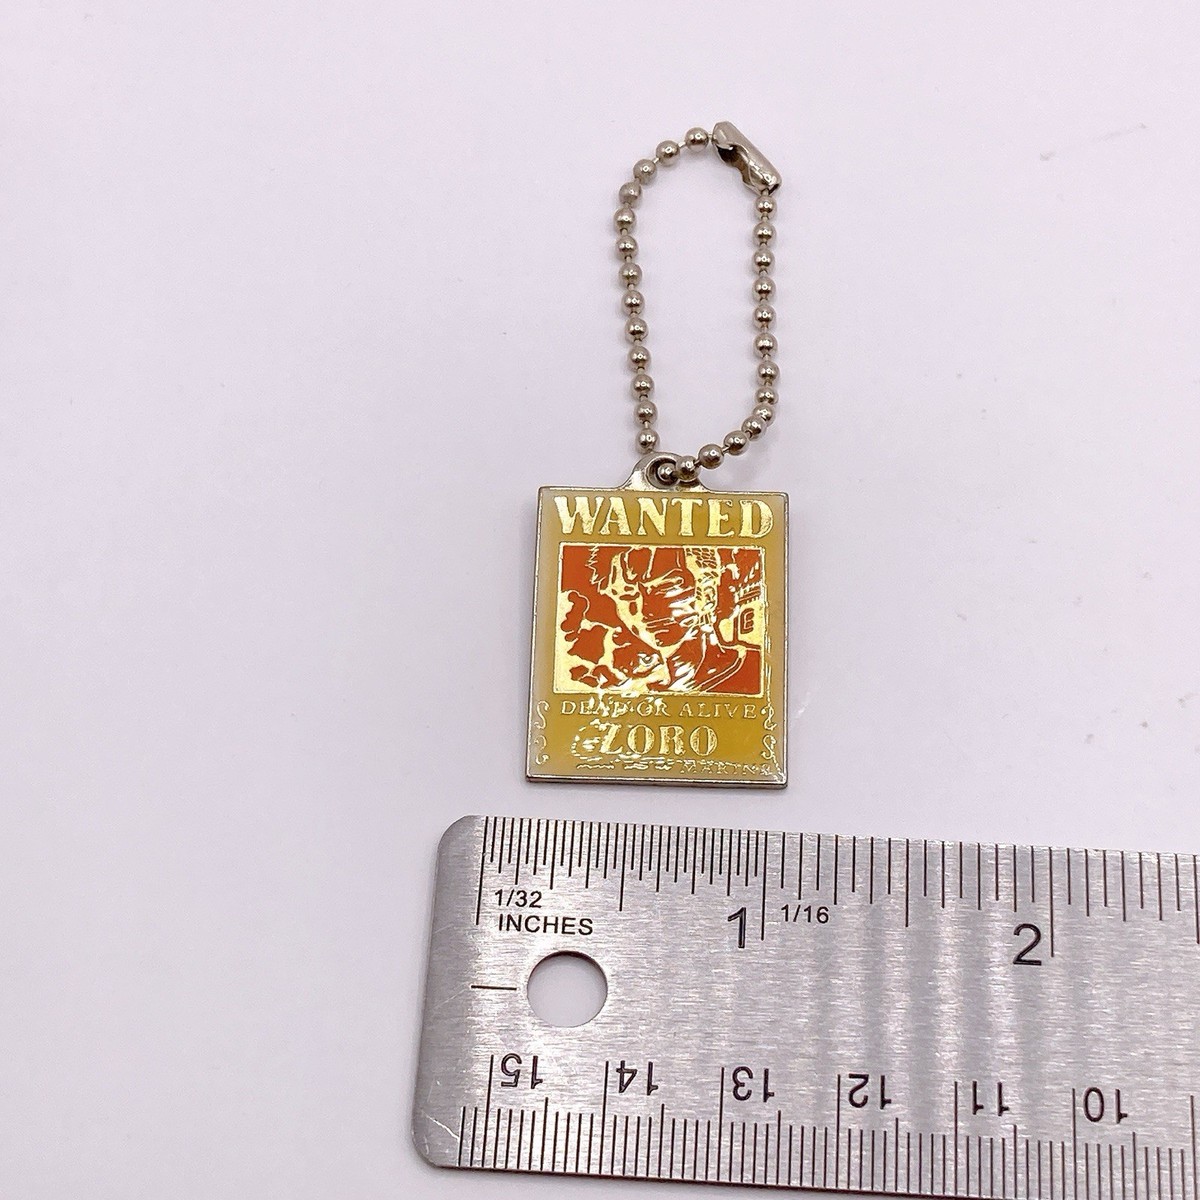 WANTED
DEAD OR ALIVE
ZORO
MARINE
1/32
INCHES
1
1/16
2
15 14 13 12 11 10